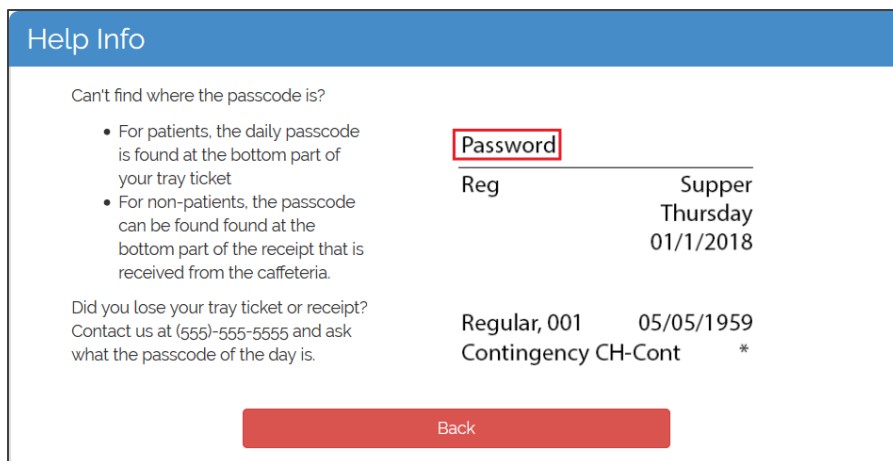 Help Info
Can't find where the passcode is?
• For patients, the daily passcode
is found at the bottom part of
your tray ticket
• For non-patients, the passcode
can be found found at the
bottom part of the receipt that is
received from the caffeteria.
Did you lose your tray ticket or receipt?
Contact us at (555)-555-5555 and ask
what the passcode of the day is.
Password
Reg Supper
Thursday
01/1/2018
Regular, 001 05/05/1959
Contingency CH-Cont *
Back